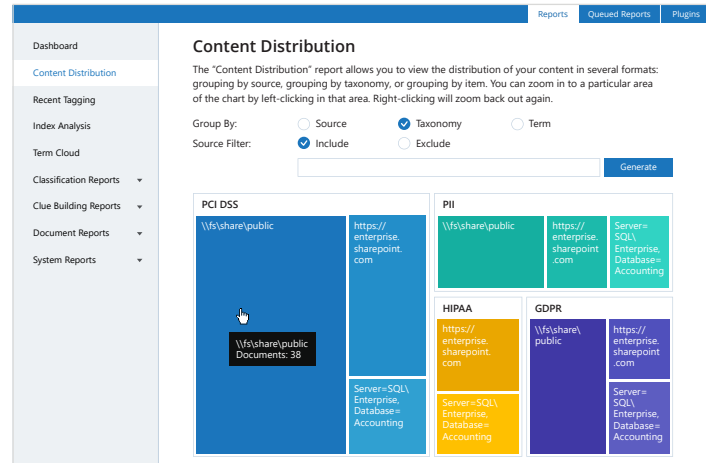 Reports Queued Reports Plugins
Dashboard
Content Distribution
Recent Tagging
Index Analysis
Term Cloud
Classification Reports
Clue Building Reports
Document Reports
System Reports
Content Distribution
The “Content Distribution” report allows you to view the distribution of your content in several formats:
grouping by source, grouping by taxonomy, or grouping by item. You can zoom in to a particular area
of the chart by left-clicking in that area. Right-clicking will zoom back out again.
Group By: Source Taxonomy Term
Source Filter: Include Exclude
Generate
PCI DSS
\\fs\share\public
https://
enterprise.
sharepoint.
com
\\fs\share\public
Documents: 38
Server=SQL\
Enterprise,
Database=
Accounting
PII
\\fs\share\public
https://
enterprise.
sharepoint
.com
Server=
SQL\
Enterprise,
Database=
Accounting
HIPAA
https://
enterprise.
sharepoint.
com
Server=SQL\
Enterprise,
Database=
Accounting
GDPR
\\fs\share\
public
https://
enterprise.
sharepoint
.com
Server=
SQL\
Enterprise,
Database=
Accounting